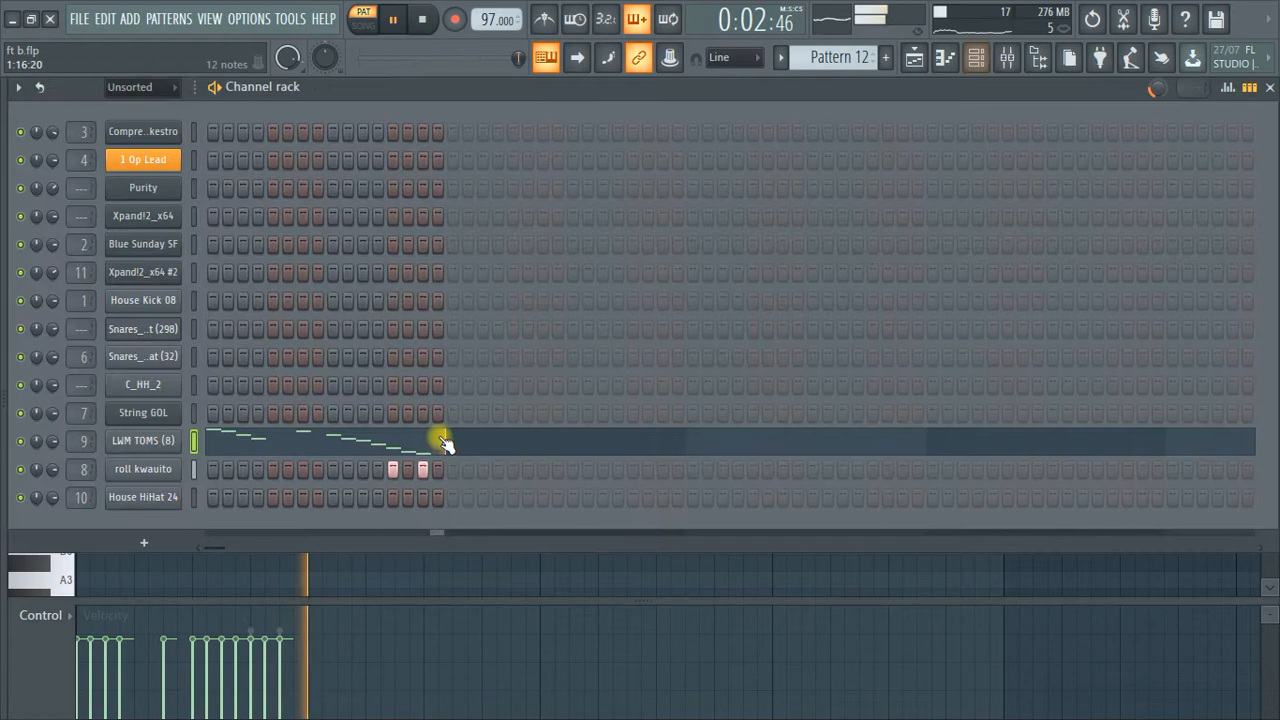 FILE EDIT ADD PATTERNS VIEW OPTIONS TOOLS HELP
PAT
SONG
97.000
3.2:
0:02:46
M:S:CS
17
276 MB
5
ft b.flp
1:16:20
12 notes
Line
Pattern 12
27/07 FL
STUDIO |
Unsorted
Channel rack
3 Compre..kestro
4 1 Op Lead
--- Purity
--- Xpand!2_x64
2 Blue Sunday SF
11 Xpand!2_x64 #2
1 House Kick 08
--- Snares_..t (298)
6 Snares_..at (32)
--- C_HH_2
7 String GOL
9 LWM TOMS (8)
8 roll kwauito
10 House HiHat 24
+
A3
Control
Velocity